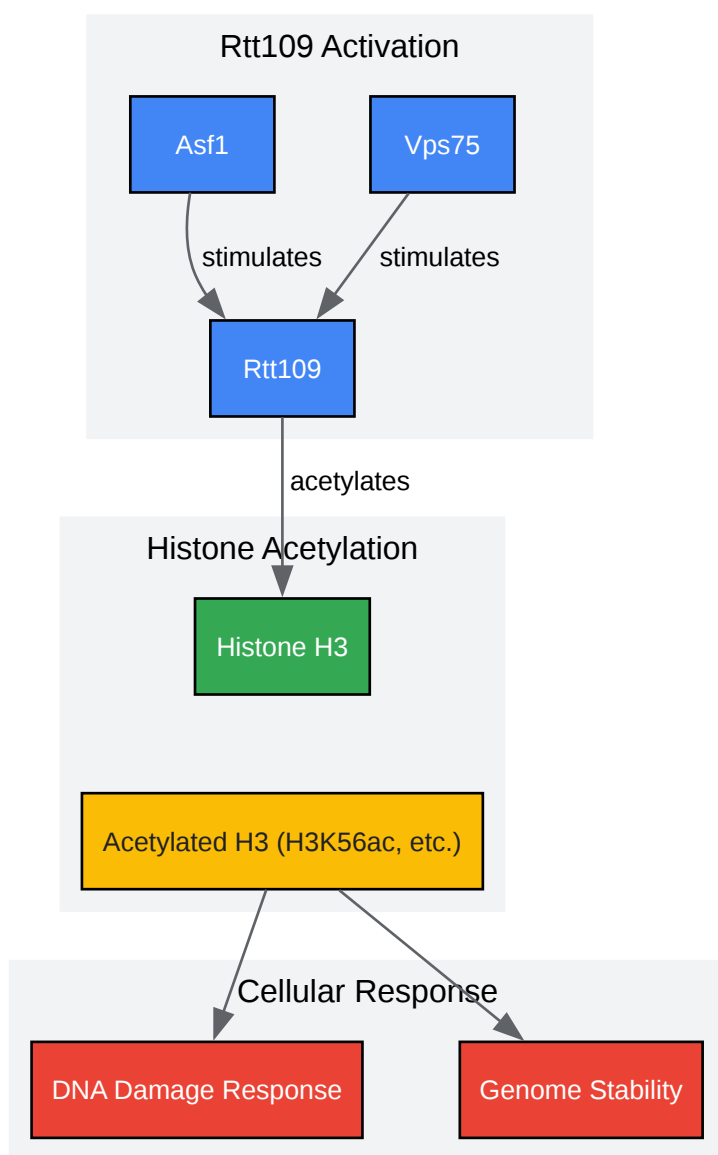 Rtt109 Activation
Asf1
Vps75
stimulates
stimulates
Rtt109
acetylates
Histone Acetylation
Histone H3
Acetylated H3 (H3K56ac, etc.)
Cellular Response
DNA Damage Response
Genome Stability